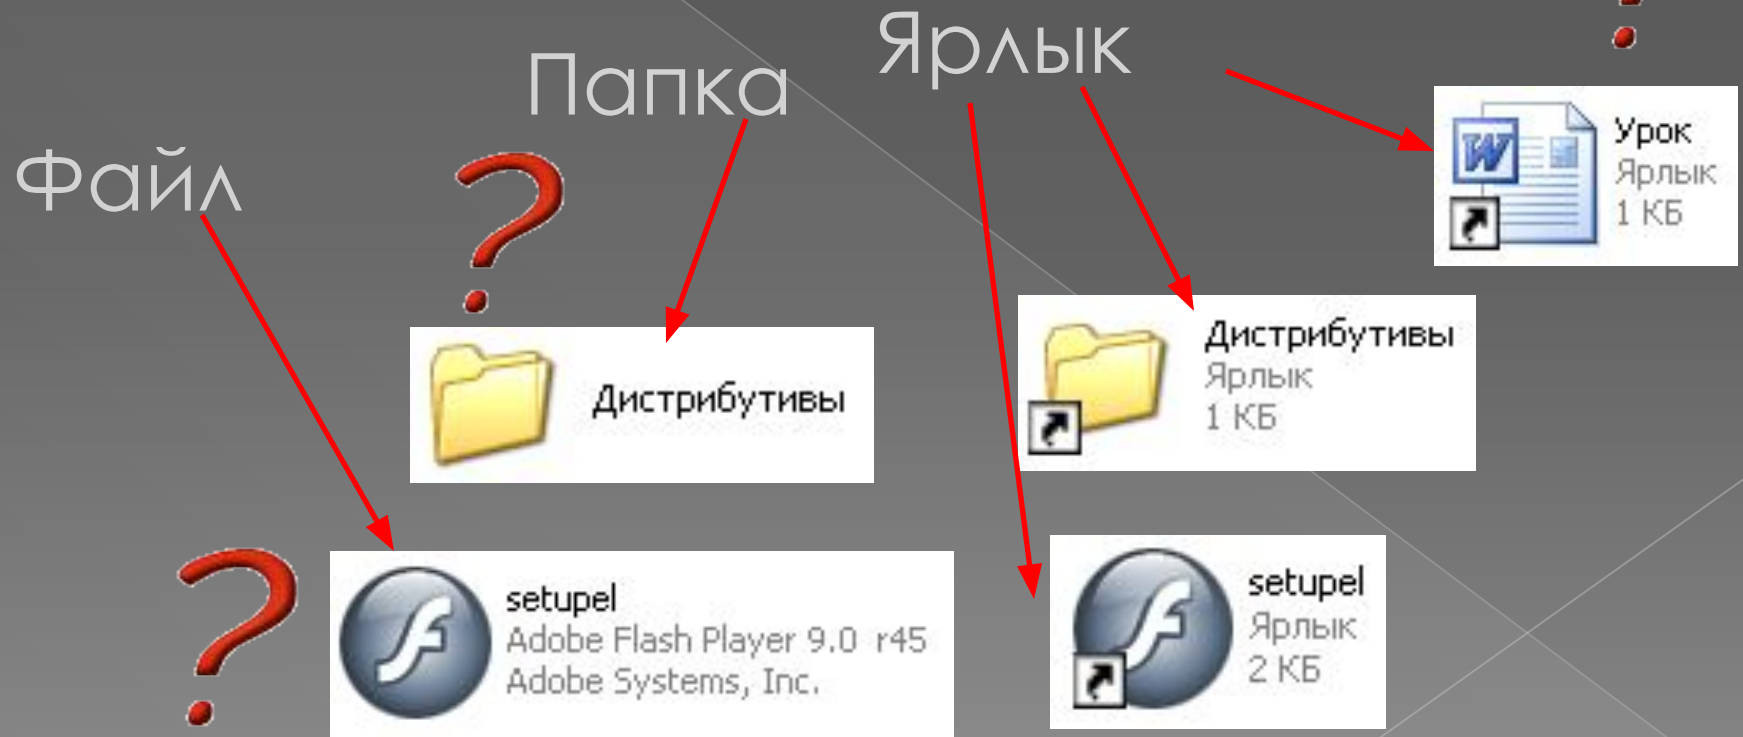 Файл
Папка
Ярлык
Урок
Ярлык
1 КБ
Дистрибутивы
Дистрибутивы
Ярлык
1 КБ
setupel
Adobe Flash Player 9.0 r45
Adobe Systems, Inc.
setupel
Ярлык
2 КБ